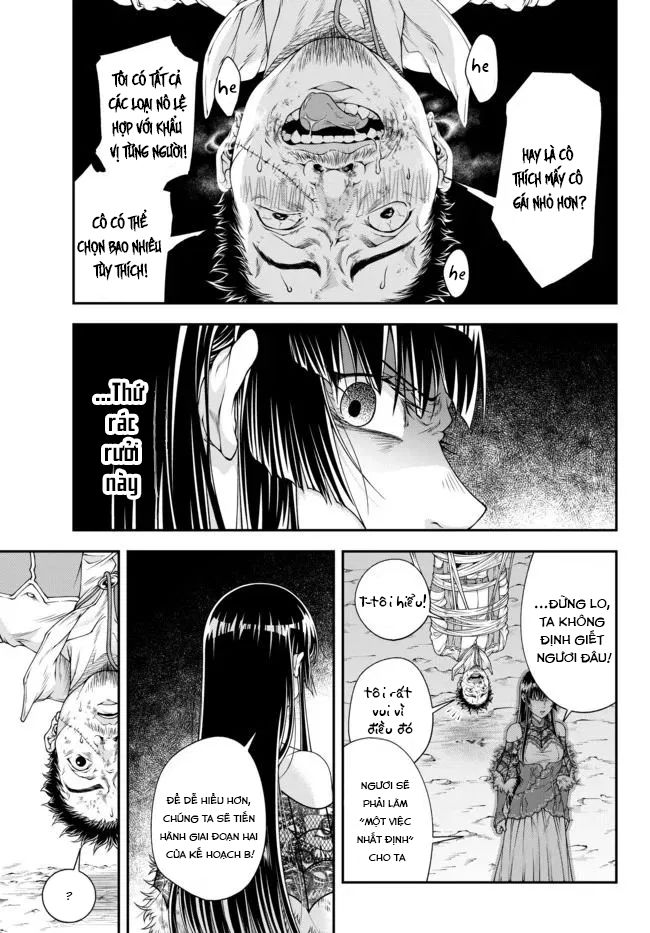 HAY LÀ CÔ
THÍCH MẤY CÔ
GÁI NHỎ HƠN?
he
he
he
he
TÔI CÓ TẤT CẢ
CÁC LOẠI NÔ LỆ
HỢP VỚI KHẨU
VỊ TỪNG NGƯỜI!
CÔ CÓ THỂ
CHỌN BAO NHIÊU
TÙY THÍCH!
...Thứ
rác
rưởi
này
...ĐỪNG LO,
TA KHÔNG
ĐỊNH GIẾT
NGƯƠI ĐÂU!
T-tôi hiểu!
tôi rất
vui vì
điều đó
NGƯƠI SẼ
PHẢI LÀM
"MỘT VIỆC
NHẤT ĐỊNH"
CHO TA
ĐỂ DỄ HIỂU HƠN,
CHÚNG TA SẼ TIẾN
HÀNH GIAI ĐOẠN HAI
CỦA KẾ HOẠCH B!
?